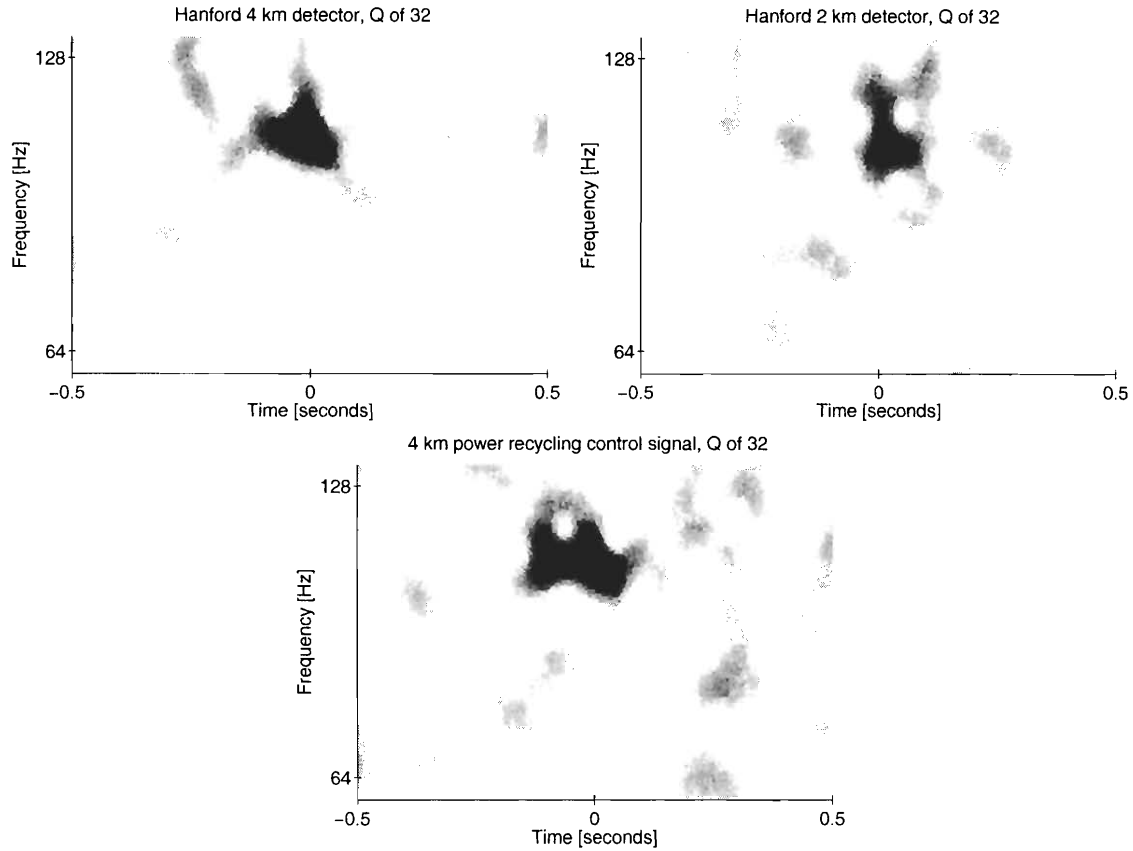 Hanford 4 km detector, Q of 32
128
Frequency [Hz]
64
−0.5 0 0.5
Time [seconds]
Hanford 2 km detector, Q of 32
128
Frequency [Hz]
64
−0.5 0 0.5
Time [seconds]
4 km power recycling control signal, Q of 32
128
Frequency [Hz]
64
−0.5 0 0.5
Time [seconds]